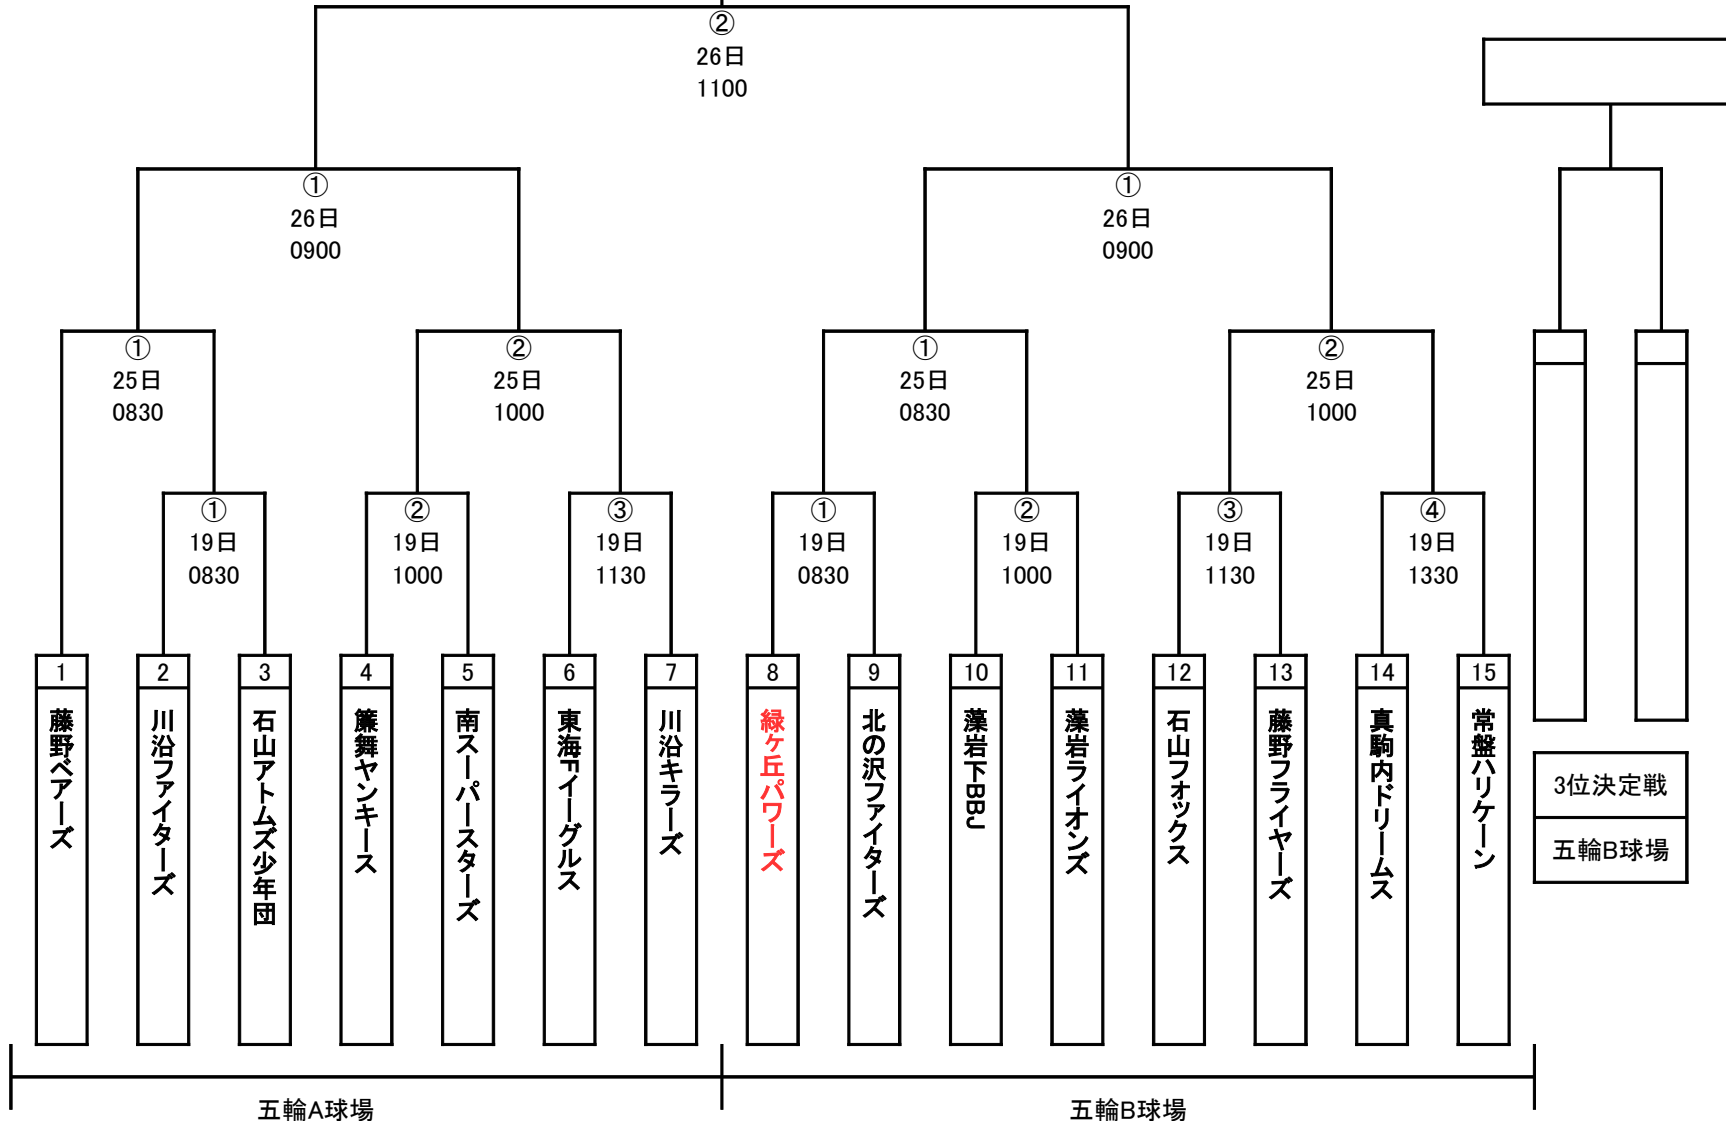 ②
26日
1100
①
26日
0900
①
26日
0900
①
25日
0830
②
25日
1000
①
25日
0830
②
25日
1000
①
19日
0830
②
19日
1000
③
19日
1130
①
19日
0830
②
19日
1000
③
19日
1130
④
19日
1330
1
藤野ベアーズ
2
川沿ファイターズ
3
石山アトムズ少年団
4
簾舞ヤンキース
5
南スーパースターズ
6
東海Fイーグルス
7
川沿キラーズ
8
緑ヶ丘パワーズ
9
北の沢ファイターズ
10
藻岩下BBJ
11
藻岩ライオンズ
12
石山フォックス
13
藤野フライヤーズ
14
真駒内ドリームス
15
常盤ハリケーン
3位決定戦
五輪B球場
五輪A球場
五輪B球場